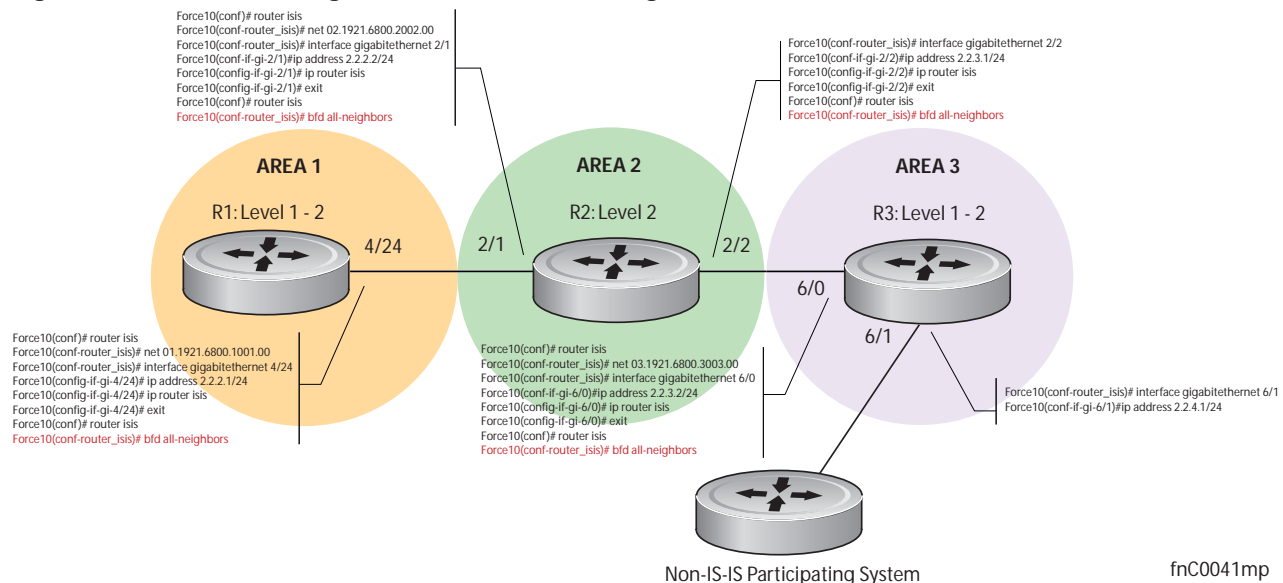 Force10(conf)# router isis
Force10(conf-router_isis)# net 02.1921.6800.2002.00
Force10(conf-router_isis)# interface gigabitethernet 2/1
Force10(conf-if-gi-2/1)#ip address 2.2.2.2/24
Force10(config-if-gi-2/1)# ip router isis
Force10(config-if-gi-2/1)# exit
Force10(conf)# router isis
Force10(conf-router_isis)# bfd all-neighbors
Force10(conf-router_isis)# interface gigabitethernet 2/2
Force10(conf-if-gi-2/2)#ip address 2.2.3.1/24
Force10(config-if-gi-2/2)# ip router isis
Force10(config-if-gi-2/2)# exit
Force10(conf)# router isis
Force10(conf-router_isis)# bfd all-neighbors
AREA 1
AREA 2
AREA 3
R1: Level 1 - 2
R2: Level 2
R3: Level 1 - 2
4/24
2/1
2/2
6/0
6/1
Force10(conf)# router isis
Force10(conf-router_isis)# net 01.1921.6800.1001.00
Force10(conf-router_isis)# interface gigabitethernet 4/24
Force10(config-if-gi-4/24)# ip address 2.2.2.1/24
Force10(config-if-gi-4/24)# ip router isis
Force10(config-if-gi-4/24)# exit
Force10(conf)# router isis
Force10(conf-router_isis)# bfd all-neighbors
Force10(conf)# router isis
Force10(conf-router_isis)# net 03.1921.6800.3003.00
Force10(conf-router_isis)# interface gigabitethernet 6/0
Force10(conf-if-gi-6/0)#ip address 2.2.3.2/24
Force10(config-if-gi-6/0)# ip router isis
Force10(config-if-gi-6/0)# exit
Force10(conf)# router isis
Force10(conf-router_isis)# bfd all-neighbors
Force10(conf-router_isis)# interface gigabitethernet 6/1
Force10(conf-if-gi-6/1)#ip address 2.2.4.1/24
Non-IS-IS Participating System
fnC0041mp